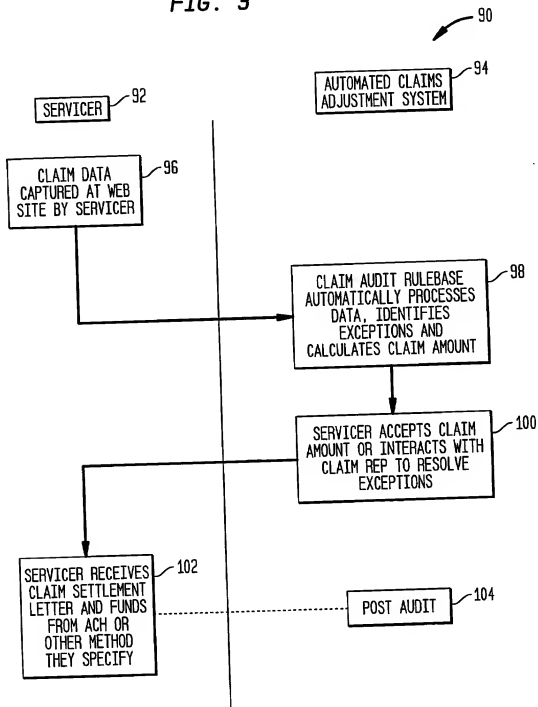 FIG. 9
90
SERVICER
92
AUTOMATED CLAIMS
ADJUSTMENT SYSTEM
94
CLAIM DATA
CAPTURED AT WEB
SITE BY SERVICER
96
CLAIM AUDIT RULEBASE
AUTOMATICALLY PROCESSES
DATA, IDENTIFIES
EXCEPTIONS AND
CALCULATES CLAIM AMOUNT
98
SERVICER ACCEPTS CLAIM
AMOUNT OR INTERACTS WITH
CLAIM REP TO RESOLVE
EXCEPTIONS
100
SERVICER RECEIVES
CLAIM SETTLEMENT
LETTER AND FUNDS
FROM ACH OR
OTHER METHOD
THEY SPECIFY
102
POST AUDIT
104